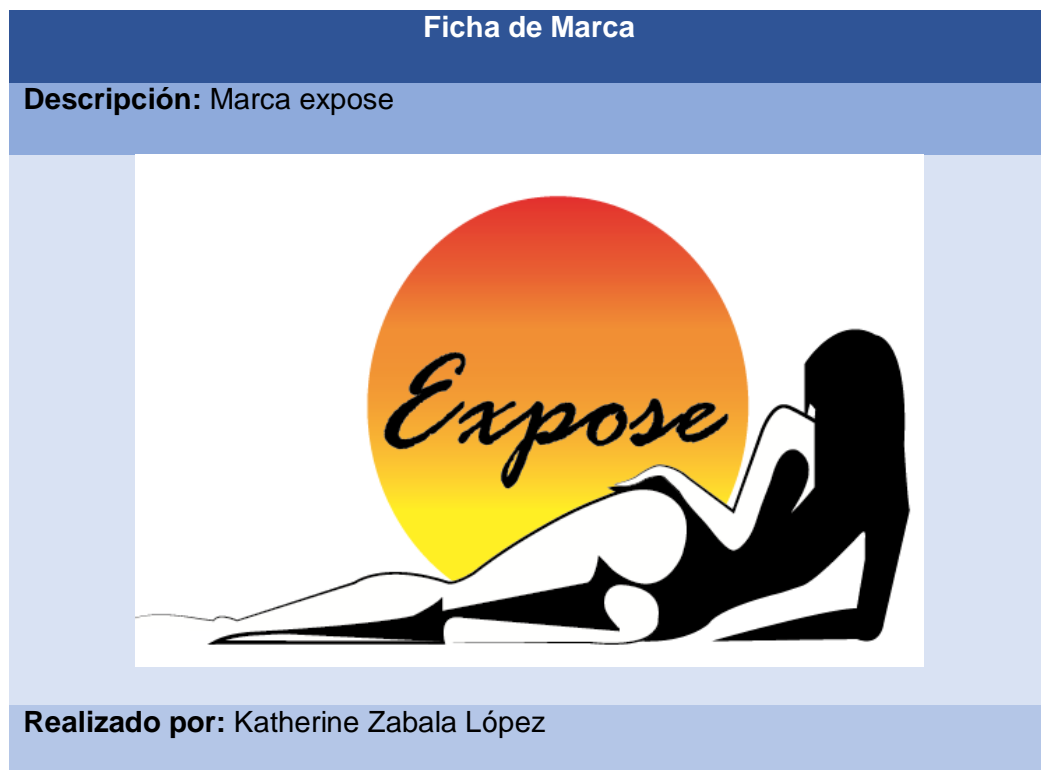 Ficha de Marca
Descripción: Marca expose
Expose
Realizado por: Katherine Zabala López